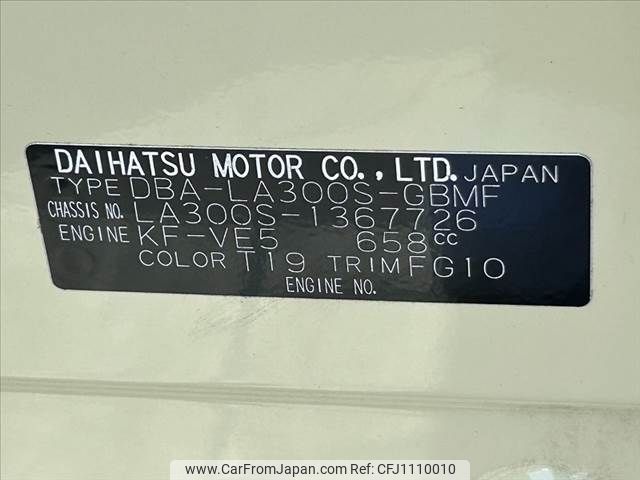 DAIHATSU MOTOR CO., LTD. JAPAN
TYPE DBA-LA300S-GBMF
CHASSIS NO. LA300S-1367726
ENGINE KF-VE5 658cc
COLOR T19 TRIM FG10
ENGINE NO.
www.CarFromJapan.com | CFJ1110010